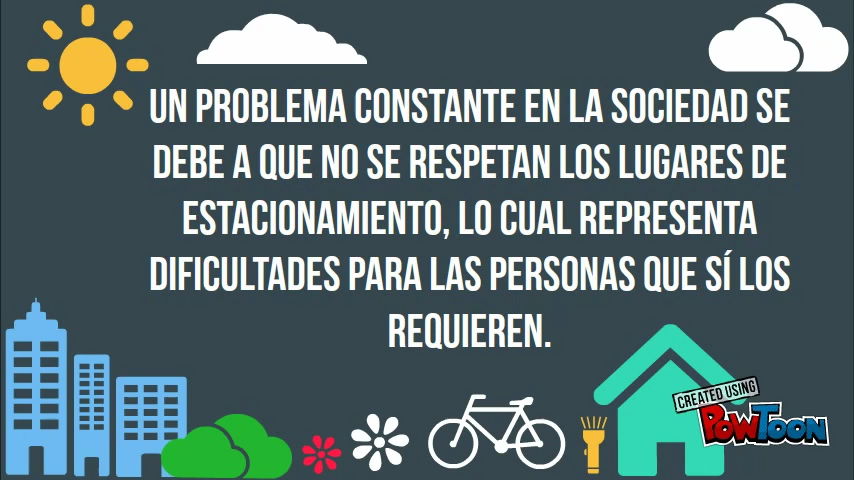 UN PROBLEMA CONSTANTE EN LA SOCIEDAD SE
DEBE A QUE NO SE RESPETAN LOS LUGARES DE
ESTACIONAMIENTO, LO CUAL REPRESENTA
DIFICULTADES PARA LAS PERSONAS QUE SÍ LOS
REQUIEREN.
CREATED USING
POWTOON